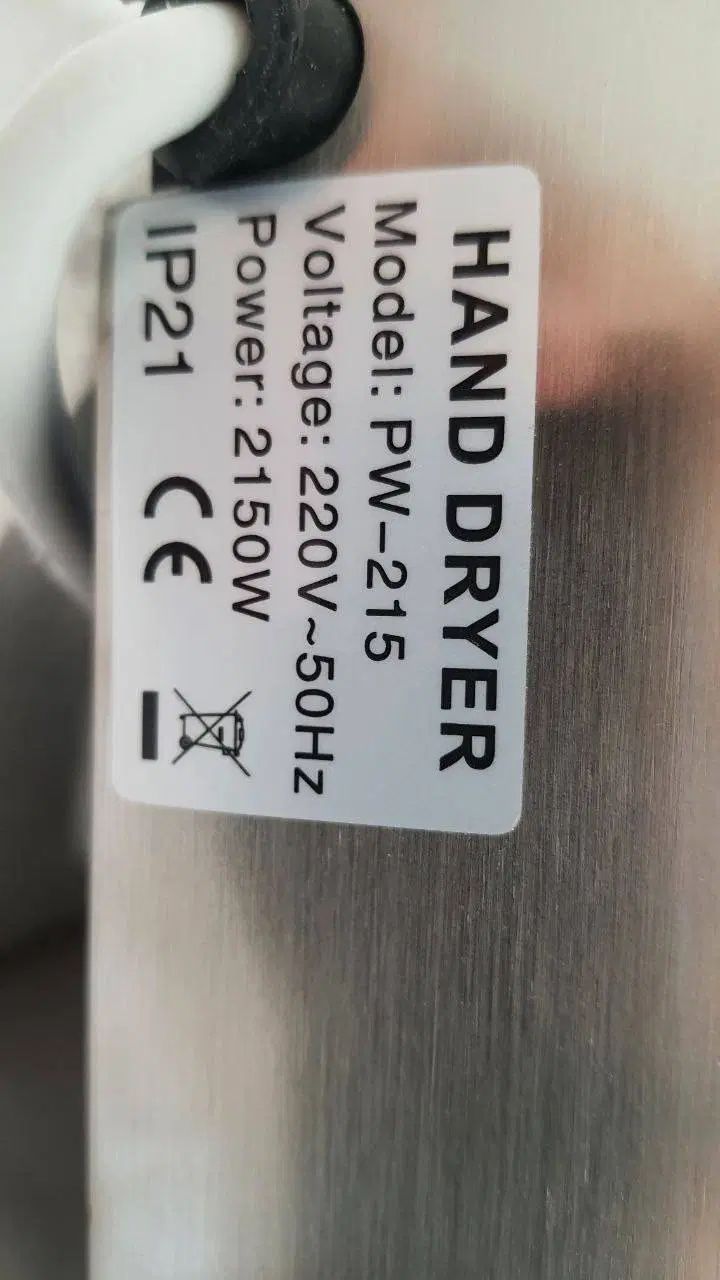 HAND DRYER
Model: PW-215
Voltage: 220V~50Hz
Power: 2150W
IP21 CE